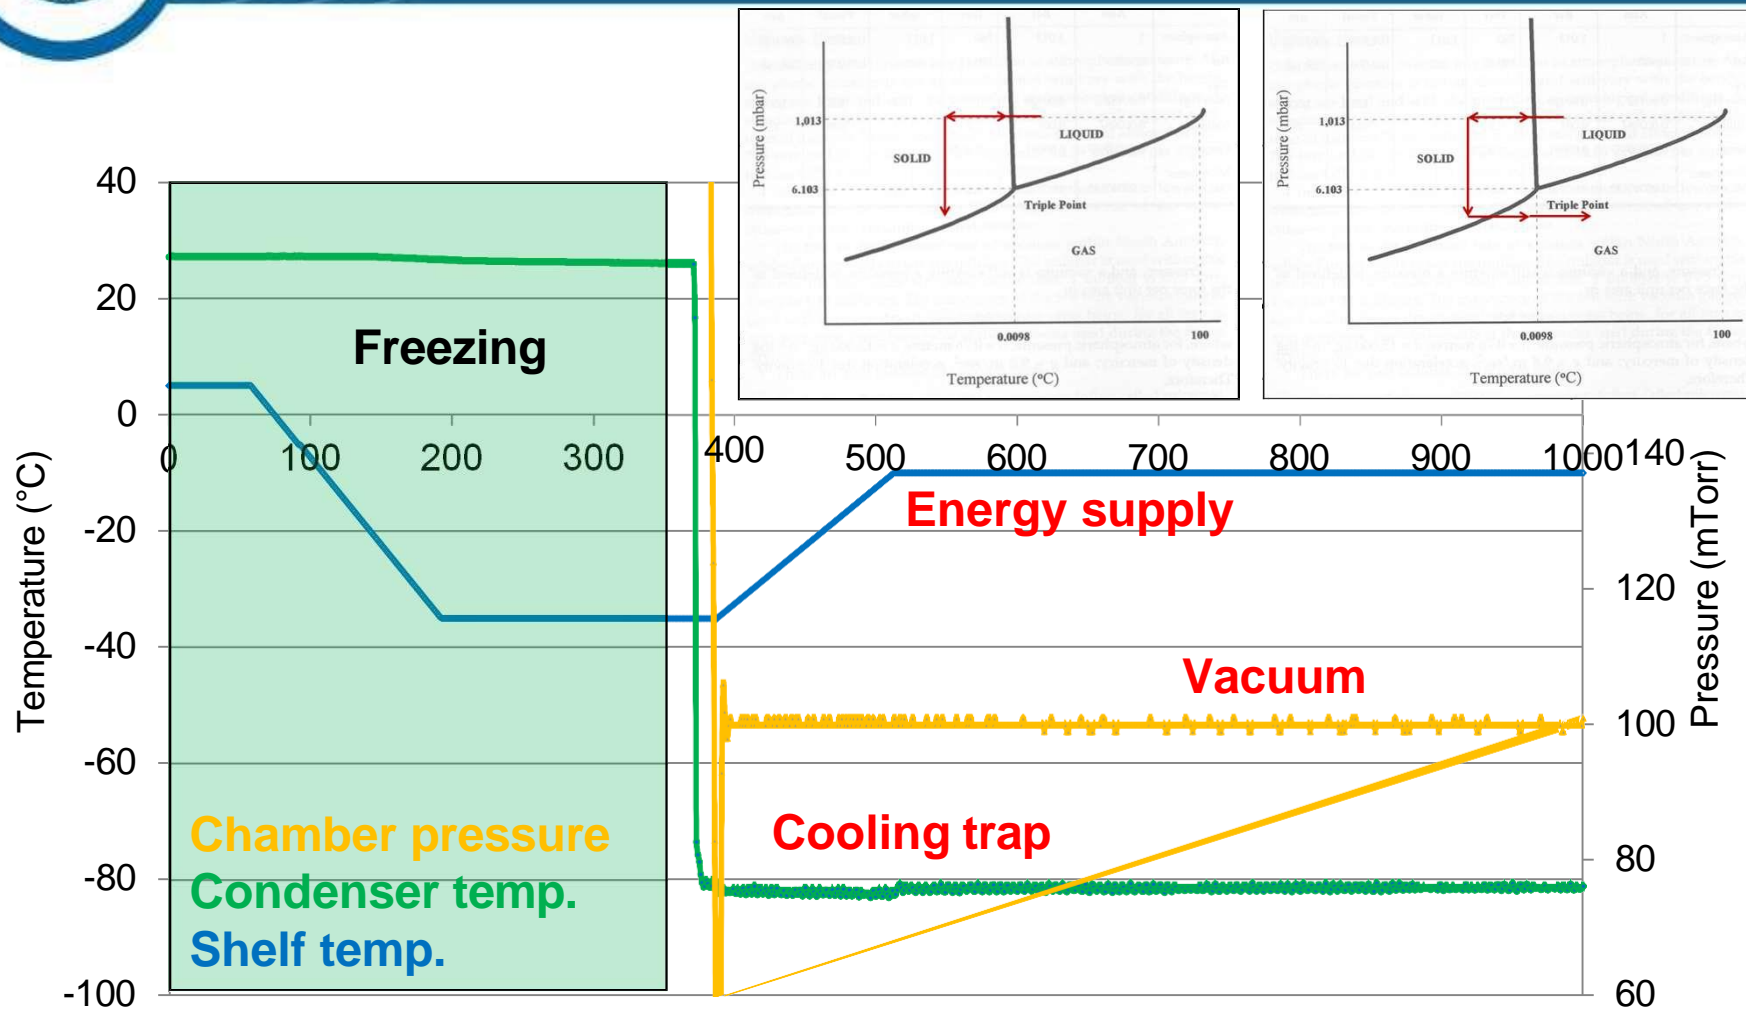 Pressure (mbar)
1,013
6.103
SOLID
LIQUID
Triple Point
GAS
0.0098
100
Temperature (°C)
Pressure (mbar)
1,013
6.103
SOLID
LIQUID
Triple Point
GAS
0.0098
100
Temperature (°C)
40
20
0
-20
-40
-60
-80
-100
Temperature (°C)
Freezing
0 100 200 300 400 500 600 700 800 900 1000
140
120
100
80
60
Pressure (mTorr)
Energy supply
Vacuum
Cooling trap
Chamber pressure
Condenser temp.
Shelf temp.